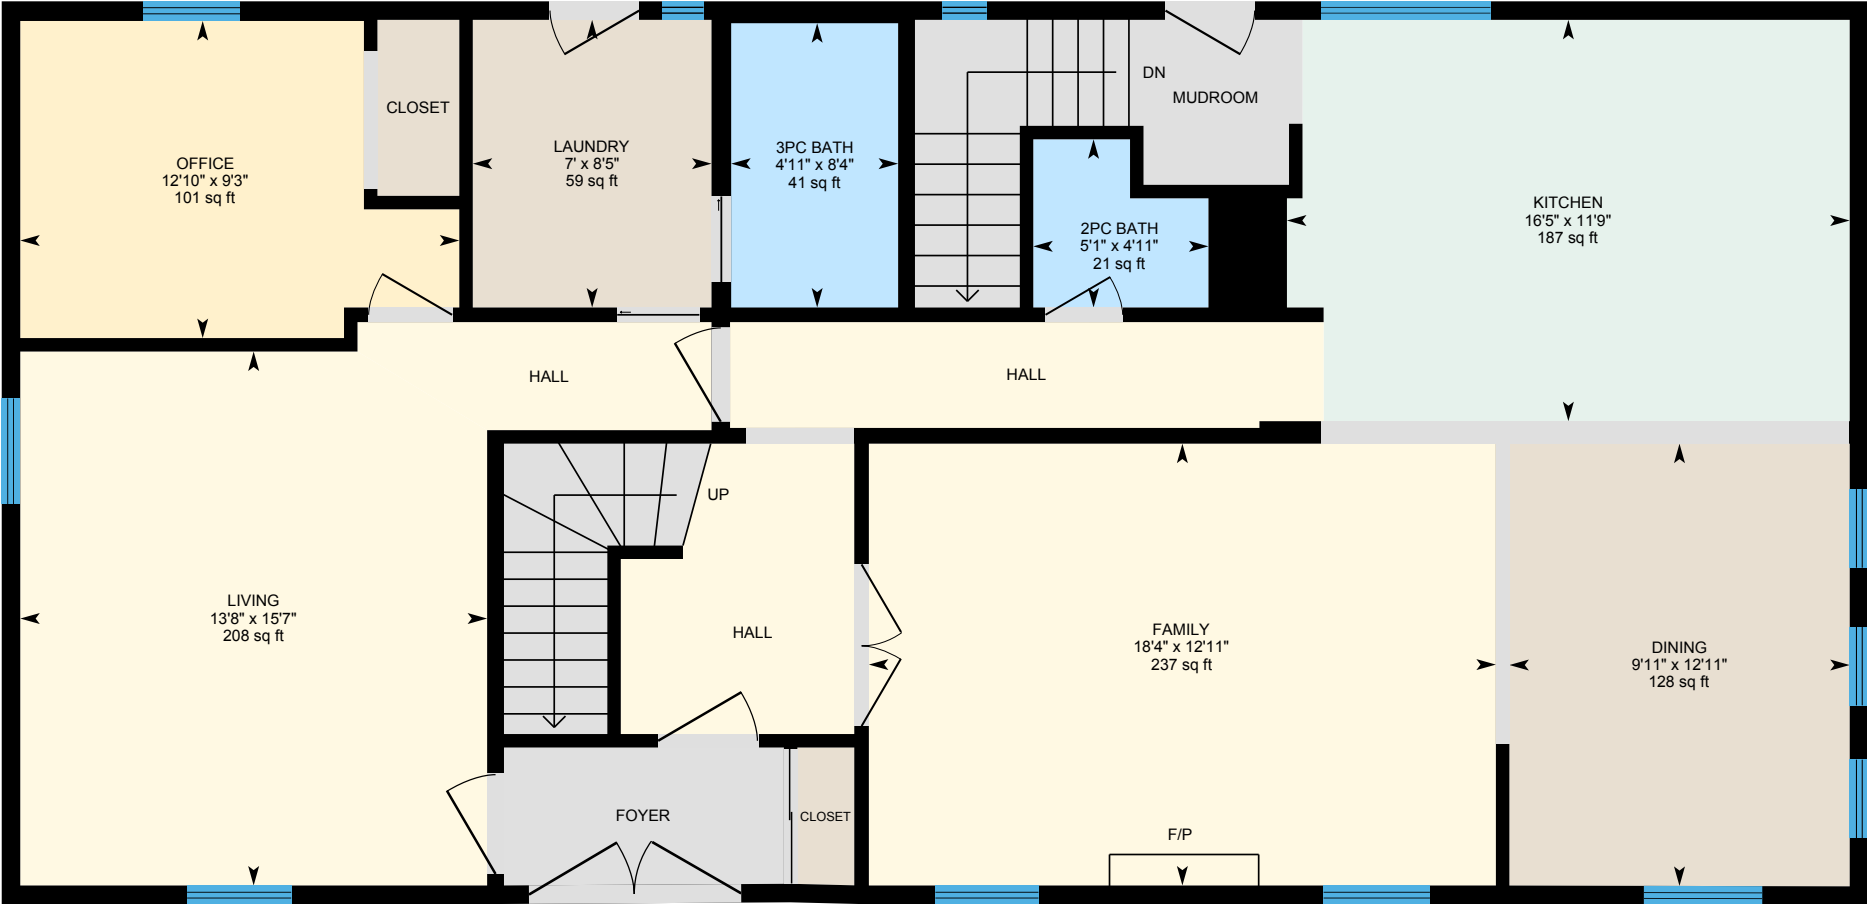 OFFICE
12'10" x 9'3"
101 sq ft
CLOSET
LAUNDRY
7' x 8'5"
59 sq ft
3PC BATH
4'11" x 8'4"
41 sq ft
DN
MUDROOM
2PC BATH
5'1" x 4'11"
21 sq ft
KITCHEN
16'5" x 11'9"
187 sq ft
HALL
HALL
UP
LIVING
13'8" x 15'7"
208 sq ft
HALL
FAMILY
18'4" x 12'11"
237 sq ft
DINING
9'11" x 12'11"
128 sq ft
FOYER
CLOSET
F/P